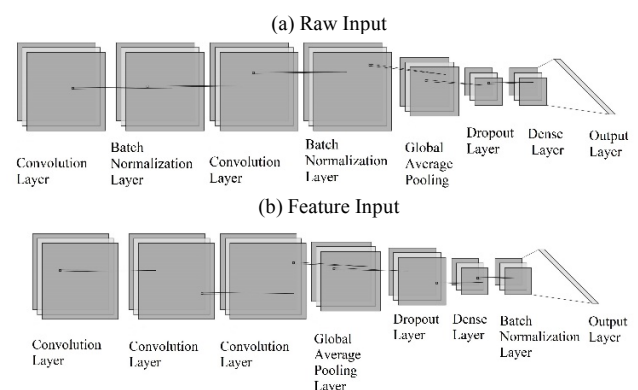 (a) Raw Input
Convolution
Layer
Batch
Normalization
Layer
Convolution
Layer
Batch
Normalization
Layer
Global
Average
Pooling
Dropout
Layer
Dense
Layer
Output
Layer
(b) Feature Input
Convolution
Layer
Convolution
Layer
Convolution
Layer
Global
Average
Pooling
Layer
Dropout
Layer
Dense
Layer
Batch
Normalization
Layer
Output
Layer